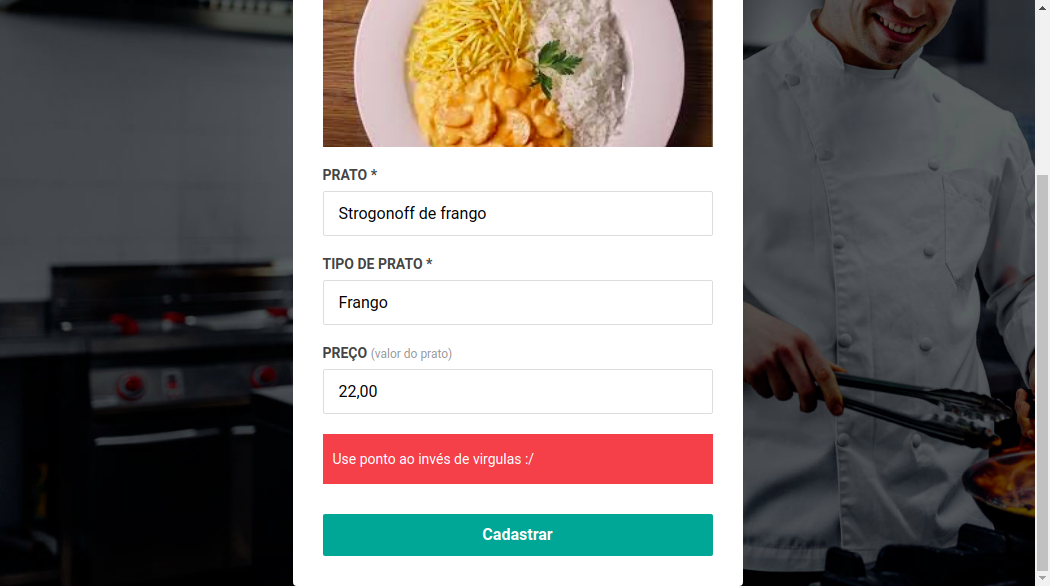 PRATO *
Strogonoff de frango
TIPO DE PRATO *
Frango
PREÇO (valor do prato)
22,00
Use ponto ao invés de virgulas :/
Cadastrar